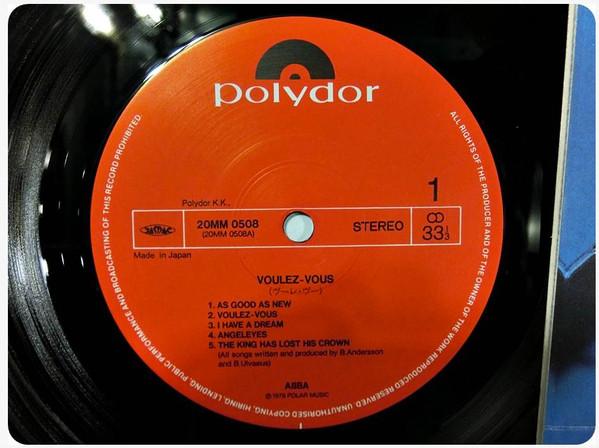 polydor
1
Polydor K.K.,
JASRAC
20MM 0508
(20MM 0508A)
STEREO
33 1/3
Made in Japan
VOULEZ-VOUS
(ヴーレ・ヴー)
1. AS GOOD AS NEW
2. VOULEZ-VOUS
3. I HAVE A DREAM
4. ANGELEYES
5. THE KING HAS LOST HIS CROWN
(All songs written and produced by B.Andersson
and B.Ulvaeus)
ABBA
℗1979 POLAR MUSIC
ALL RIGHTS OF THE PRODUCER AND OF THE OWNER OF THE WORK REPRODUCED RESERVED. UNAUTHORISED COPYING, HIRING, LENDING, PUBLIC PERFORMANCE AND BROADCASTING OF THIS RECORD PROHIBITED.